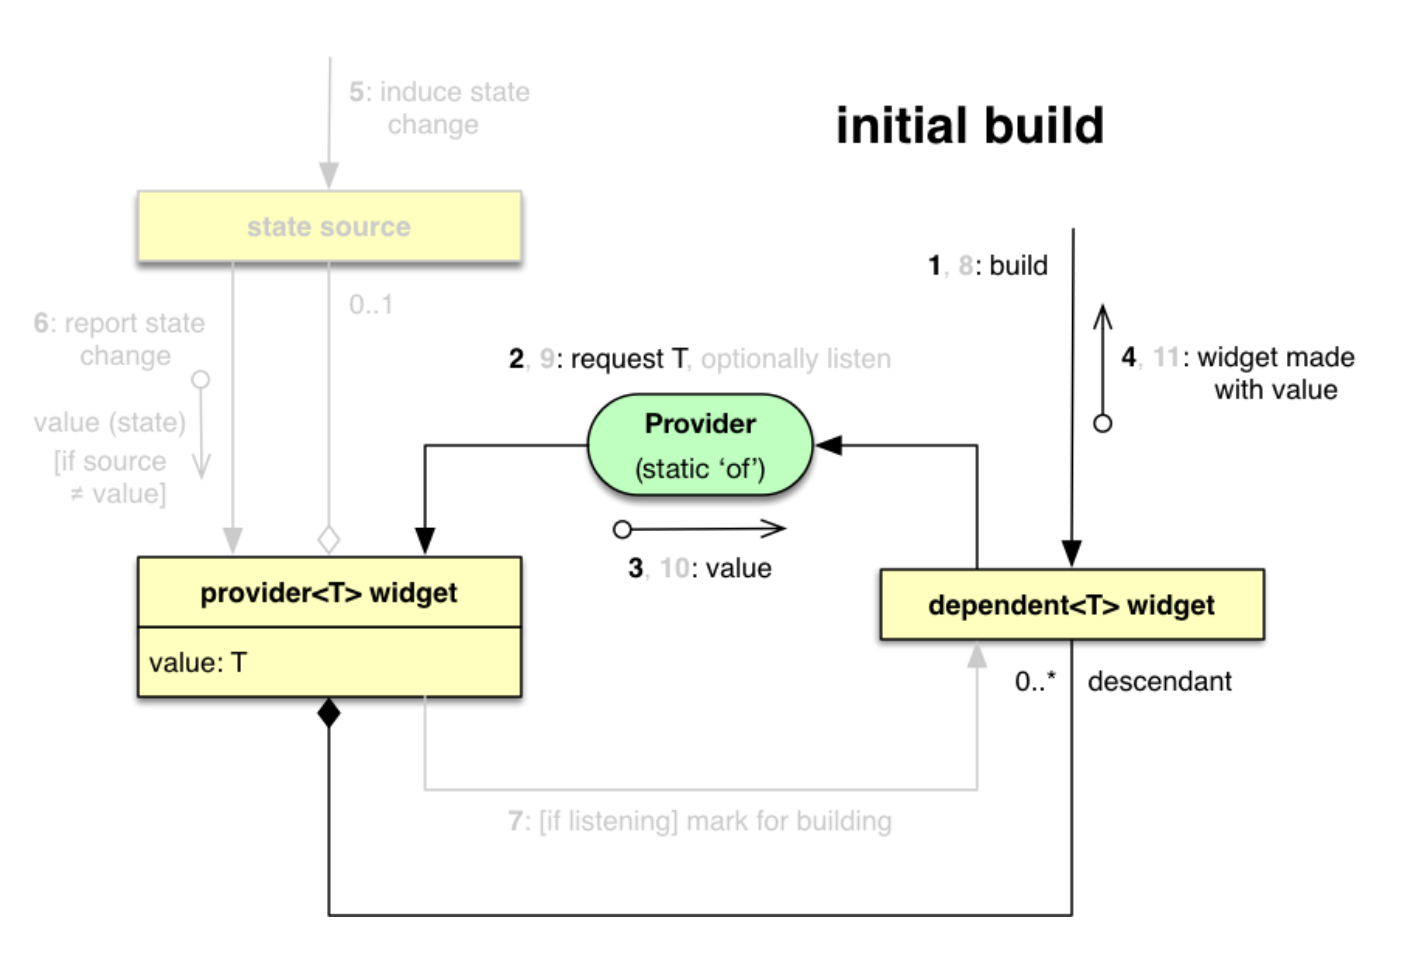 5: induce state
change
initial build
state source
1, 8: build
0..1
6: report state
change
2, 9: request T, optionally listen
4, 11: widget made
with value
value (state)
[if source
≠ value]
Provider
(static ‘of’)
3, 10: value
provider<T> widget
dependent<T> widget
value: T
0..* descendant
7: [if listening] mark for building